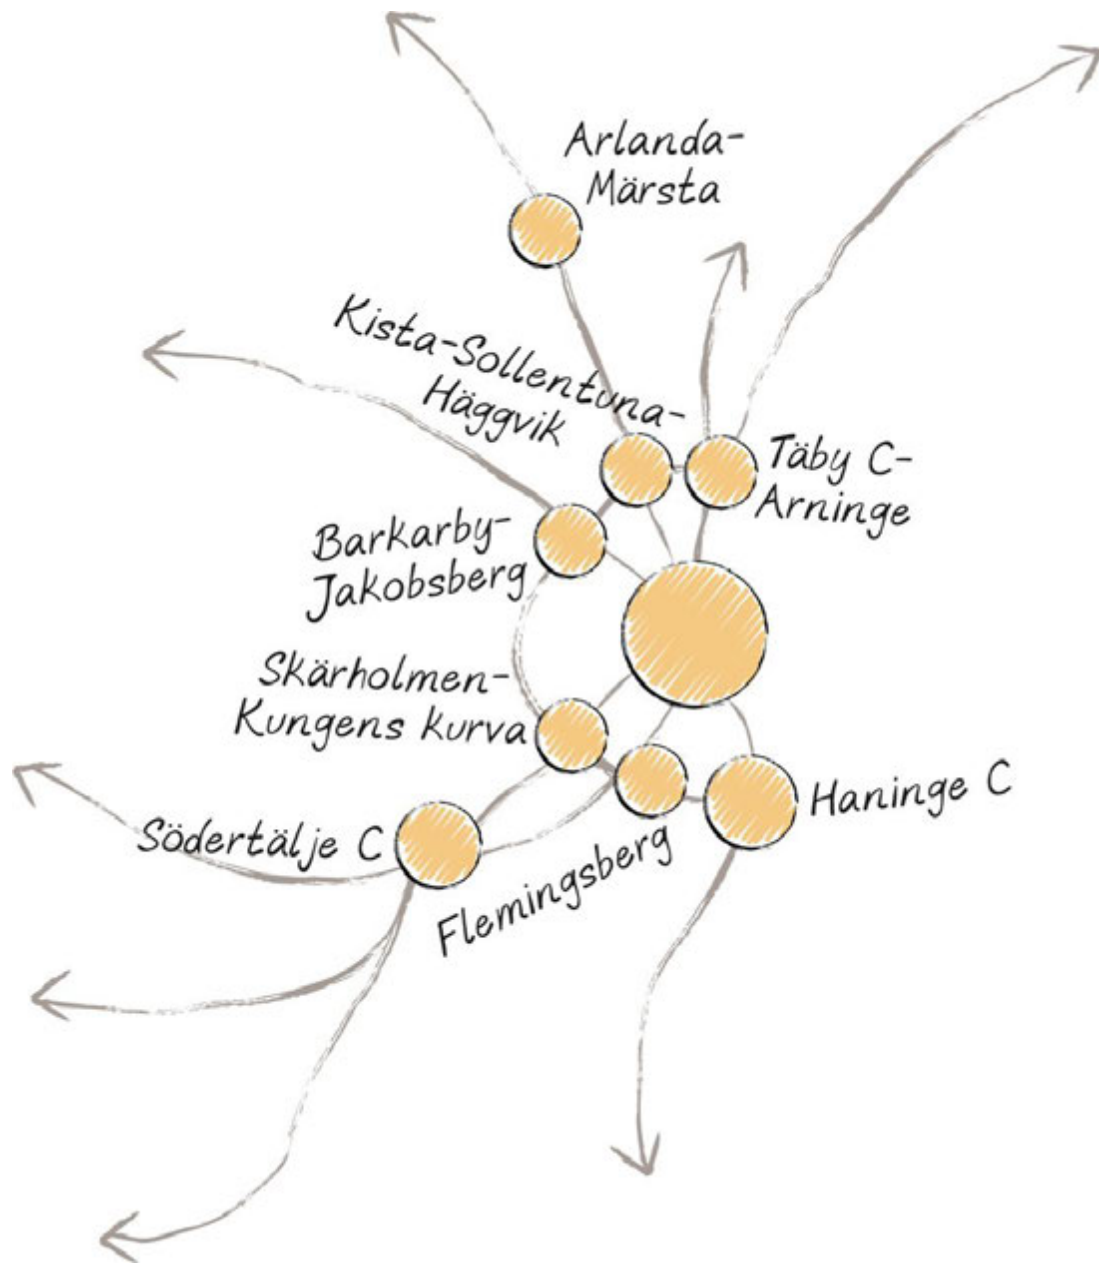 Arlanda-
Märsta
Kista-Sollentuna-
Häggvik
Täby C-
Arninge
Barkarby-
Jakobsberg
Skärholmen-
Kungens kurva
Haninge C
Södertälje C
Flemingsberg